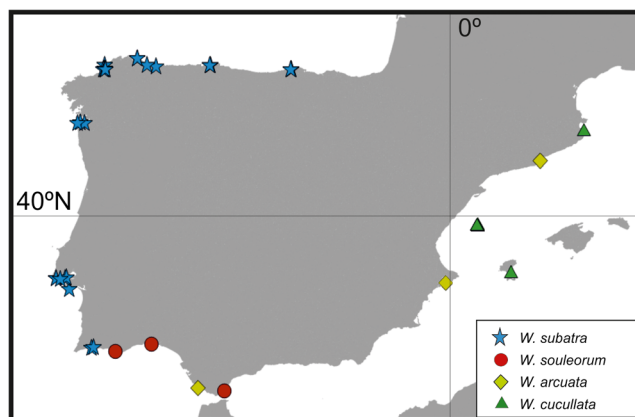 0º
40ºN
W. subatra
W. souleorum
W. arcuata
W. cucullata